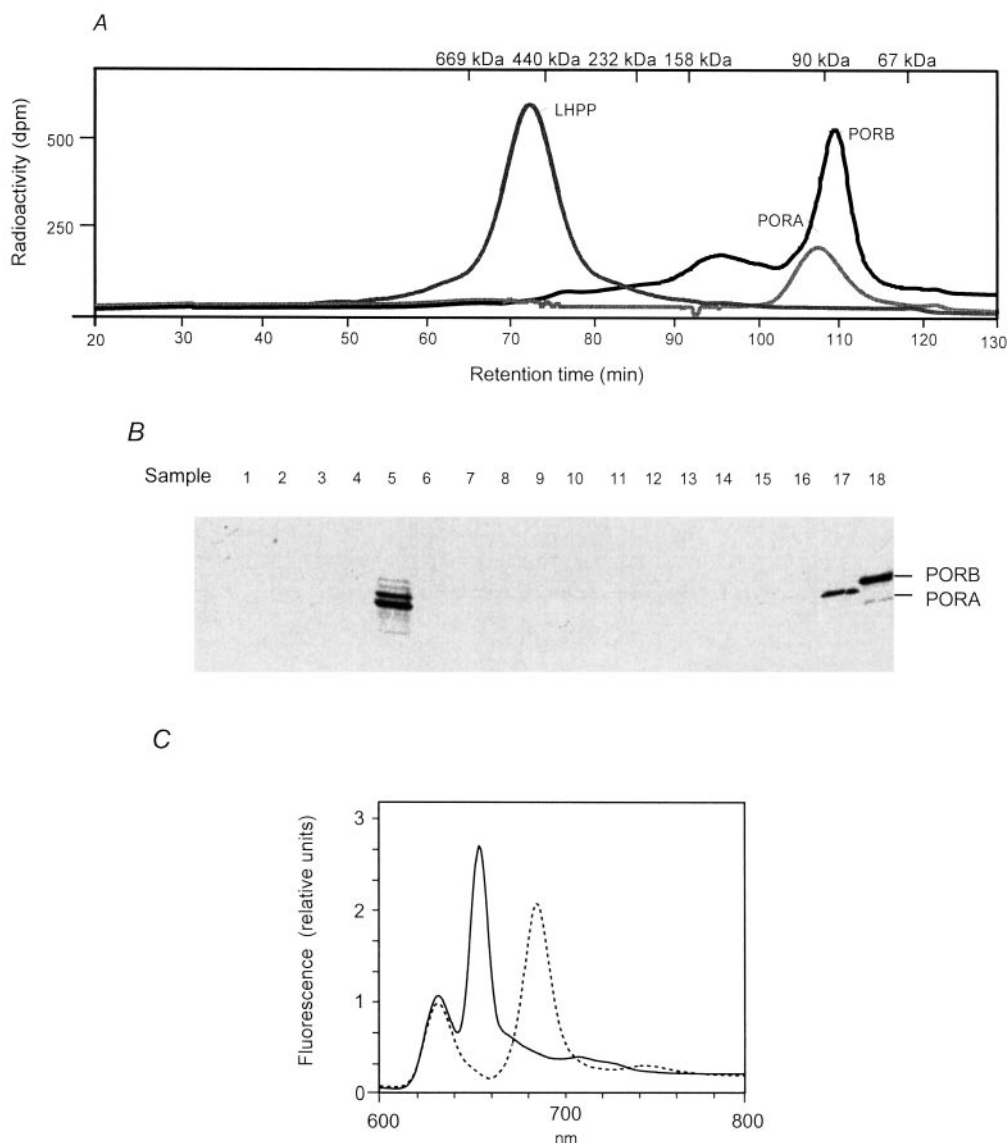 A
669 kDa 440 kDa 232 kDa 158 kDa 90 kDa 67 kDa
Radioactivity (dpm)
500
250
LHPP
PORB
PORA
20 30 40 50 60 70 80 90 100 110 120 130
Retention time (min)
B
Sample 1 2 3 4 5 6 7 8 9 10 11 12 13 14 15 16 17 18
PORB
PORA
C
Fluorescence (relative units)
3
2
1
0
600 700 800
nm